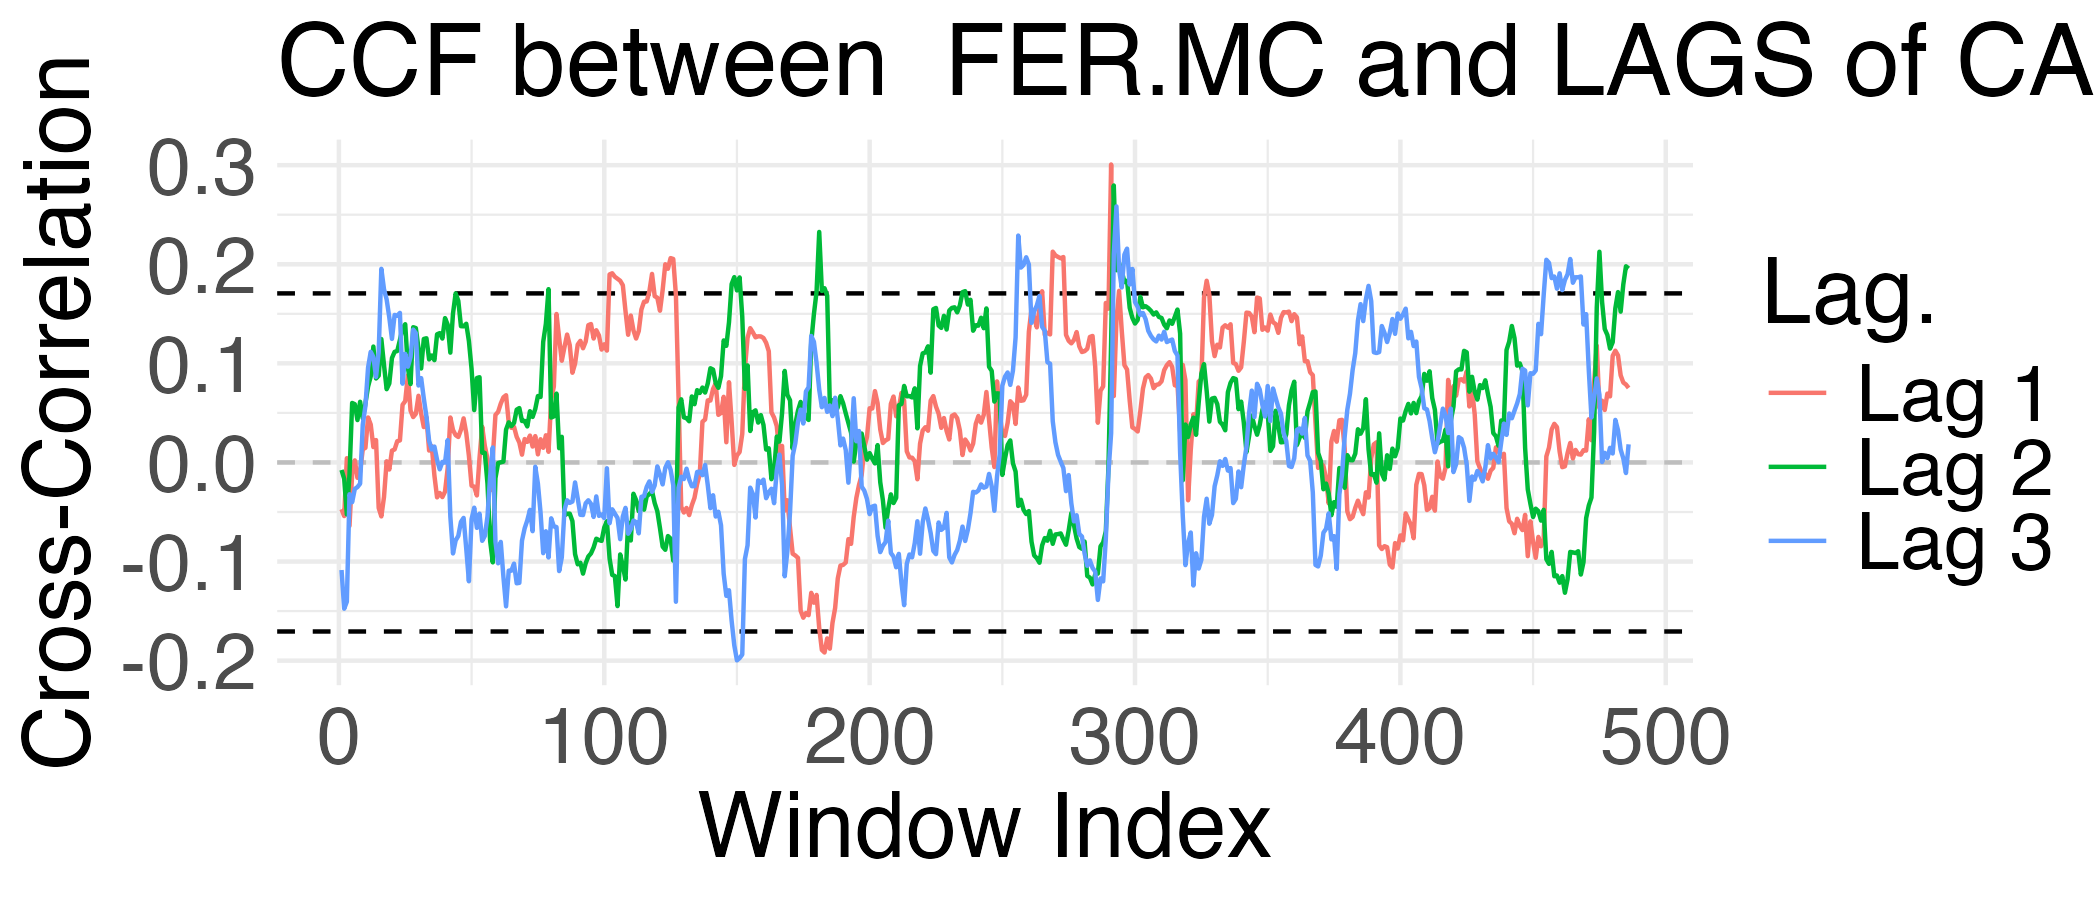 CCF between  FER.MC and LAGS of CA
Cross-Correlation
0.3
0.2
0.1
0.0
-0.1
-0.2
0 100 200 300 400 500
Window Index
Lag.
Lag 1
Lag 2
Lag 3